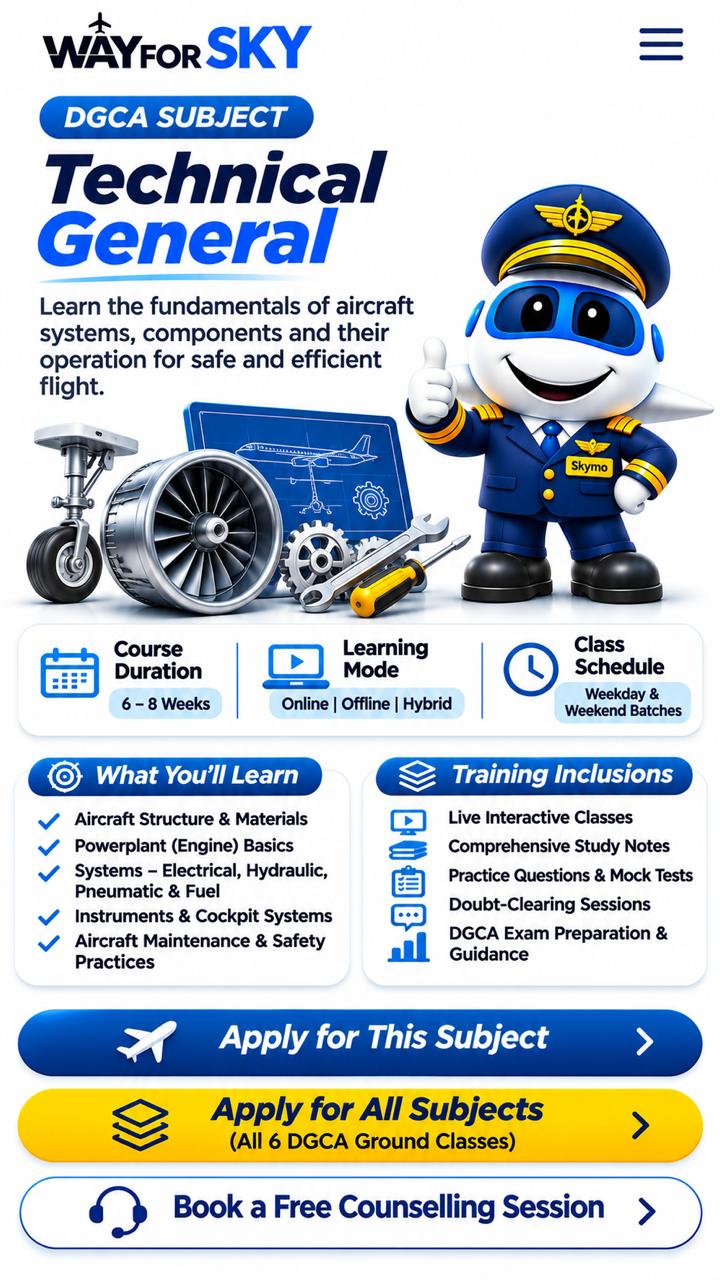 WAY FOR SKY
DGCA SUBJECT
Technical
General
Learn the fundamentals of aircraft
systems, components and their
operation for safe and efficient
flight.
Skymo
Course
Duration
6 – 8 Weeks
Learning
Mode
Online | Offline | Hybrid
Class
Schedule
Weekday &
Weekend Batches
What You'll Learn
Aircraft Structure & Materials
Powerplant (Engine) Basics
Systems – Electrical, Hydraulic,
Pneumatic & Fuel
Instruments & Cockpit Systems
Aircraft Maintenance & Safety
Practices
Training Inclusions
Live Interactive Classes
Comprehensive Study Notes
Practice Questions & Mock Tests
Doubt-Clearing Sessions
DGCA Exam Preparation &
Guidance
Apply for This Subject
Apply for All Subjects
(All 6 DGCA Ground Classes)
Book a Free Counselling Session